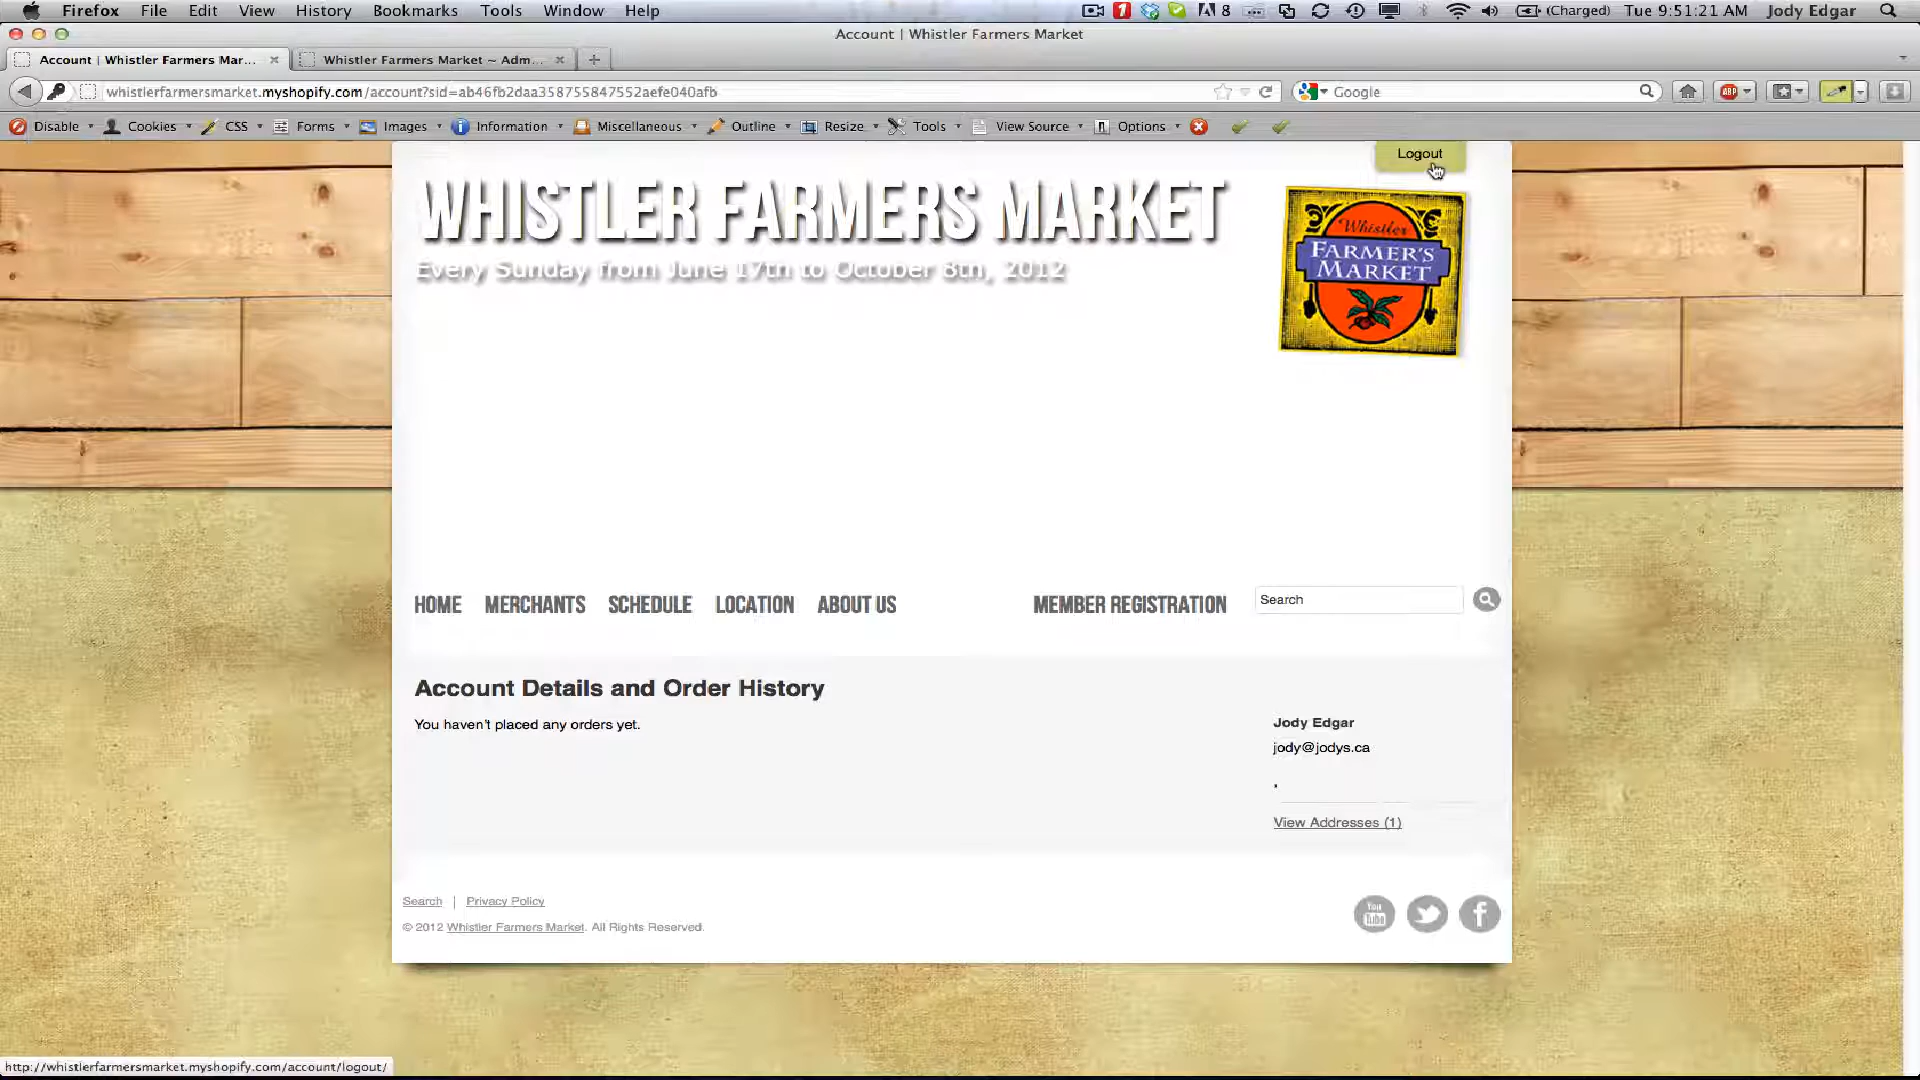 Firefox File Edit View History Bookmarks Tools Window Help 1 8 (Charged) Tue 9:51:21 AM Jody Edgar
Account | Whistler Farmers Market
Account | Whistler Farmers Mar... Whistler Farmers Market ~ Adm...
whistlerfarmersmarket.myshopify.com/account?sid=ab46fb2daa358755847552aefe040afb Google ABP
Disable Cookies CSS Forms Images Information Miscellaneous Outline Resize Tools View Source Options
Logout
WHISTLER FARMERS MARKET
Every Sunday from June 17th to October 8th, 2012
Whistler
FARMER'S
MARKET
HOME MERCHANTS SCHEDULE LOCATION ABOUT US MEMBER REGISTRATION Search
Account Details and Order History
You haven't placed any orders yet.
Jody Edgar
jody@jodys.ca
,
View Addresses (1)
Search | Privacy Policy
You
Tube
© 2012 Whistler Farmers Market. All Rights Reserved.
http://whistlerfarmersmarket.myshopify.com/account/logout/